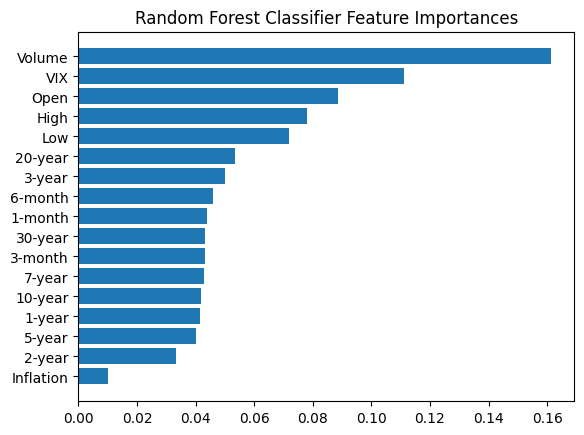 Random Forest Classifier Feature Importances
Volume
VIX
Open
High
Low
20-year
3-year
6-month
1-month
30-year
3-month
7-year
10-year
1-year
5-year
2-year
Inflation
0.00 0.02 0.04 0.06 0.08 0.10 0.12 0.14 0.16